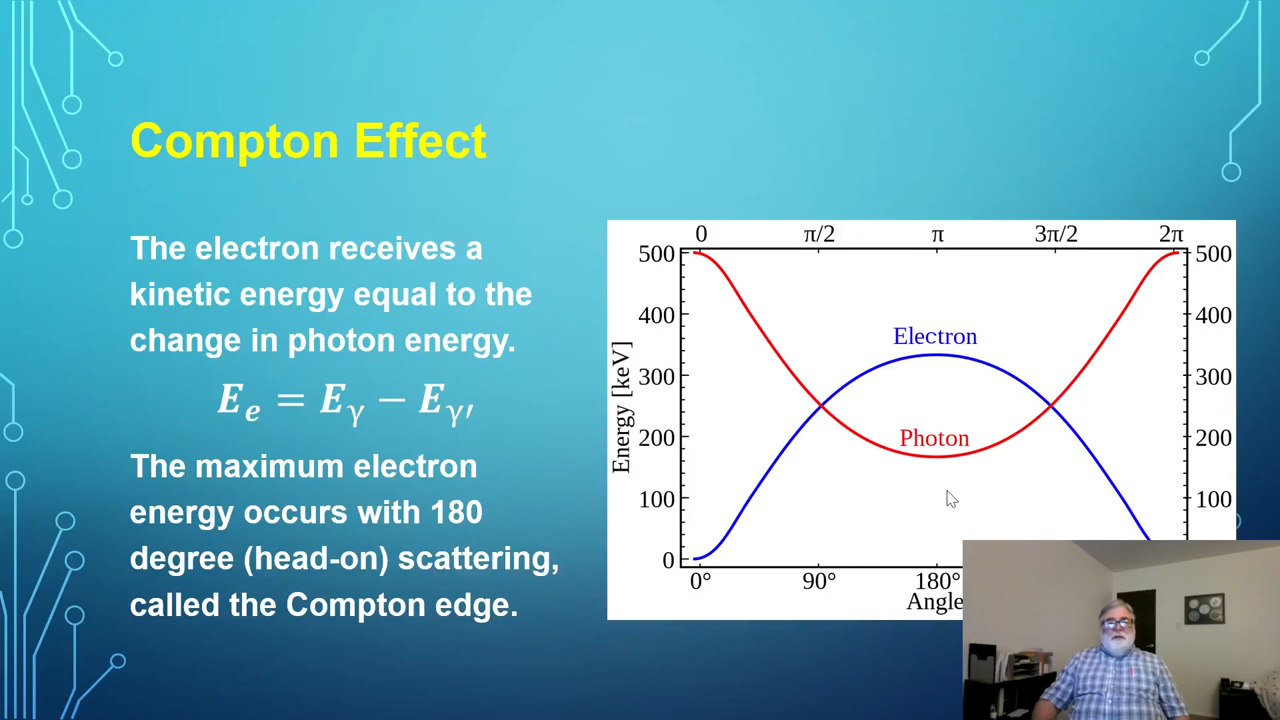 Compton Effect
The electron receives a
kinetic energy equal to the
change in photon energy.
E_e = E_γ − E_γ′
The maximum electron
energy occurs with 180
degree (head-on) scattering,
called the Compton edge.
0 π/2 π 3π/2 2π
500 500
400 400
300 300
200 200
100 100
0
Energy [keV]
Electron
Photon
0° 90° 180°
Angle